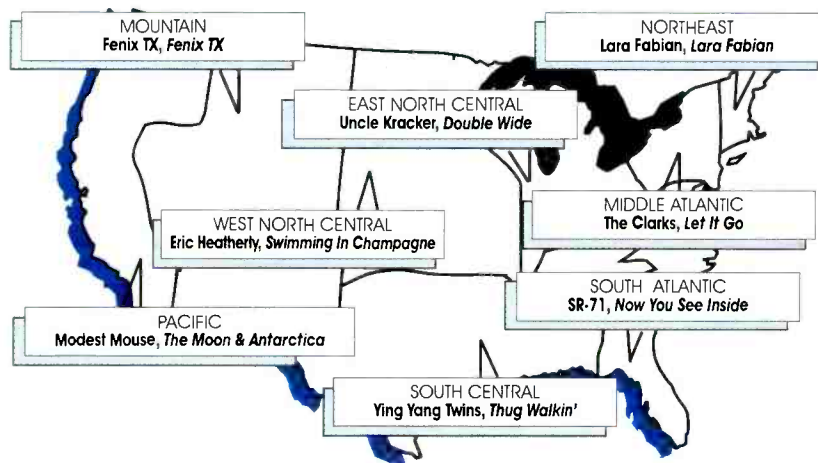 MOUNTAIN
Fenix TX, Fenix TX
NORTHEAST
Lara Fabian, Lara Fabian
EAST NORTH CENTRAL
Uncle Kracker, Double Wide
WEST NORTH CENTRAL
Eric Heatherly, Swimming In Champagne
MIDDLE ATLANTIC
The Clarks, Let It Go
SOUTH ATLANTIC
SR-71, Now You See Inside
PACIFIC
Modest Mouse, The Moon & Antarctica
SOUTH CENTRAL
Ying Yang Twins, Thug Walkin'